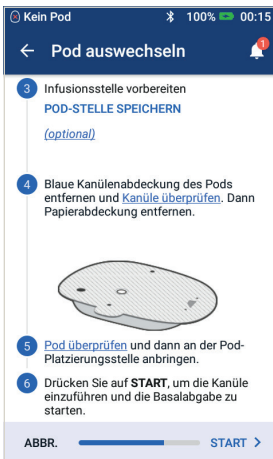 Kein Pod 100% 00:15
Pod auswechseln
3 Infusionsstelle vorbereiten
POD-STELLE SPEICHERN
(optional)
4 Blaue Kanülenabdeckung des Pods
entfernen und Kanüle überprüfen. Dann
Papierabdeckung entfernen.
5 Pod überprüfen und dann an der Pod-
Platzierungsstelle anbringen.
6 Drücken Sie auf START, um die Kanüle
einzuführen und die Basalabgabe zu
starten.
ABBR. START >